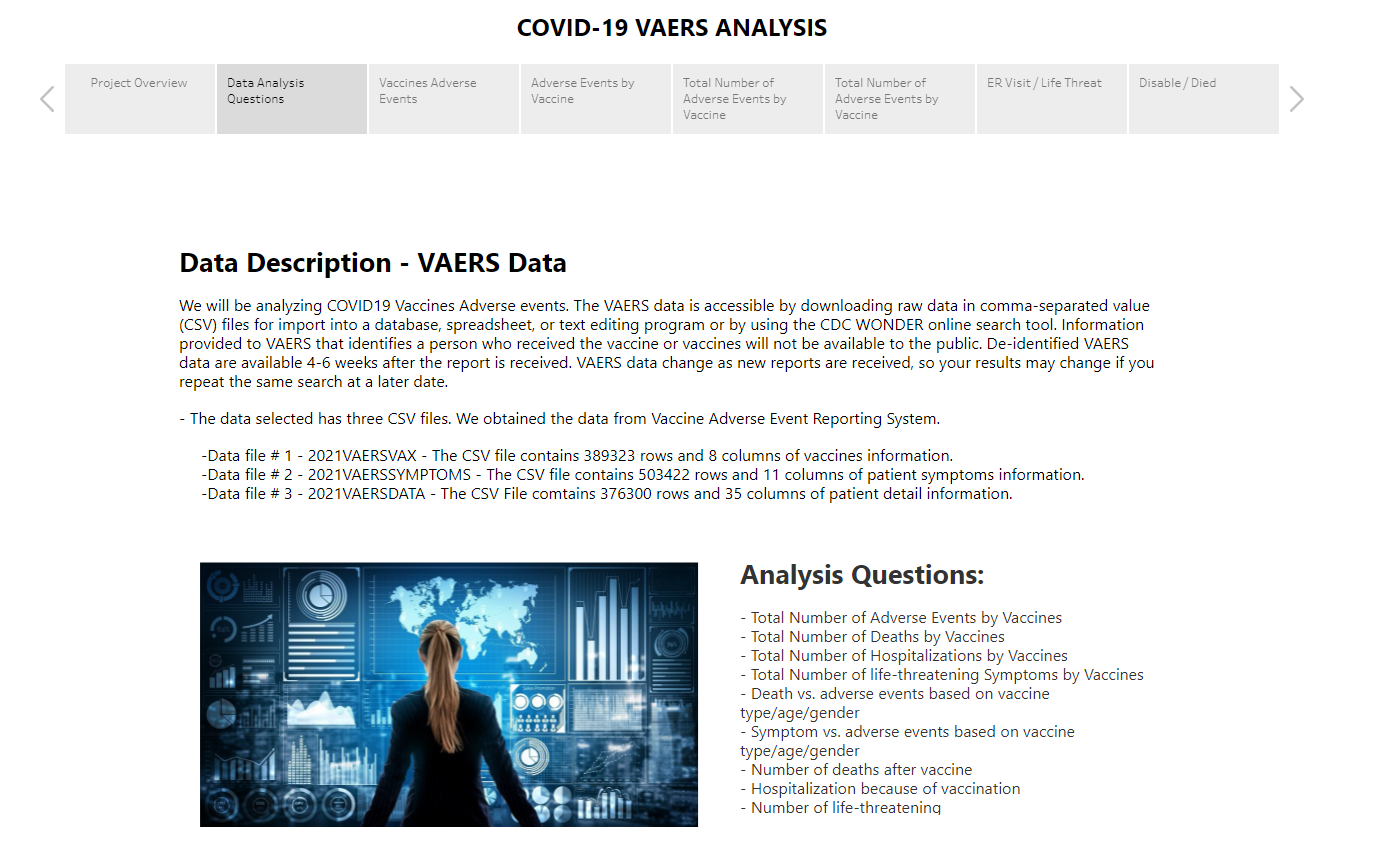 COVID-19 VAERS ANALYSIS
Project Overview
Data Analysis
Questions
Vaccines Adverse
Events
Adverse Events by
Vaccine
Total Number of
Adverse Events by
Vaccine
Total Number of
Adverse Events by
Vaccine
ER Visit / Life Threat
Disable / Died
Data Description - VAERS Data
We will be analyzing COVID19 Vaccines Adverse events. The VAERS data is accessible by downloading raw data in comma-separated value
(CSV) files for import into a database, spreadsheet, or text editing program or by using the CDC WONDER online search tool. Information
provided to VAERS that identifies a person who received the vaccine or vaccines will not be available to the public. De-identified VAERS
data are available 4-6 weeks after the report is received. VAERS data change as new reports are received, so your results may change if you
repeat the same search at a later date.
- The data selected has three CSV files. We obtained the data from Vaccine Adverse Event Reporting System.
-Data file # 1 - 2021VAERSVAX - The CSV file contains 389323 rows and 8 columns of vaccines information.
-Data file # 2 - 2021VAERSSYMPTOMS - The CSV file contains 503422 rows and 11 columns of patient symptoms information.
-Data file # 3 - 2021VAERSDATA - The CSV File comtains 376300 rows and 35 columns of patient detail information.
Sales Promotion
Analysis Questions:
- Total Number of Adverse Events by Vaccines
- Total Number of Deaths by Vaccines
- Total Number of Hospitalizations by Vaccines
- Total Number of life-threatening Symptoms by Vaccines
- Death vs. adverse events based on vaccine
type/age/gender
- Symptom vs. adverse events based on vaccine
type/age/gender
- Number of deaths after vaccine
- Hospitalization because of vaccination
- Number of life-threatening